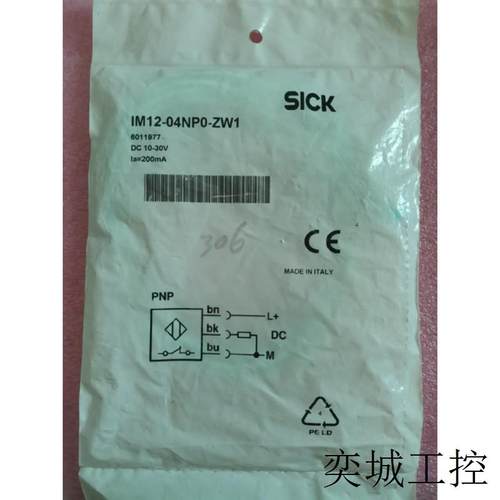 SICK
IM12-04NP0-ZW1
6011977
DC 10-30V
Ia=200mA
306
CE
MADE IN ITALY
PNP
bn
L+
bk
DC
bu
M
4
PE LD
奕城工控